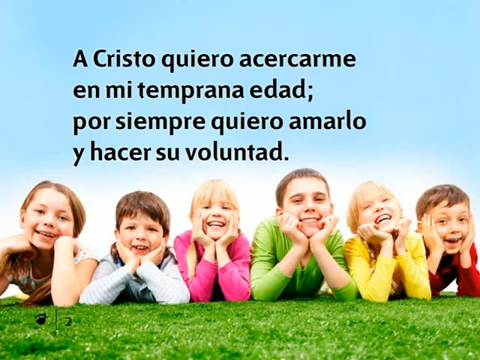 A Cristo quiero acercarme
en mi temprana edad;
por siempre quiero amarlo
y hacer su voluntad.
2